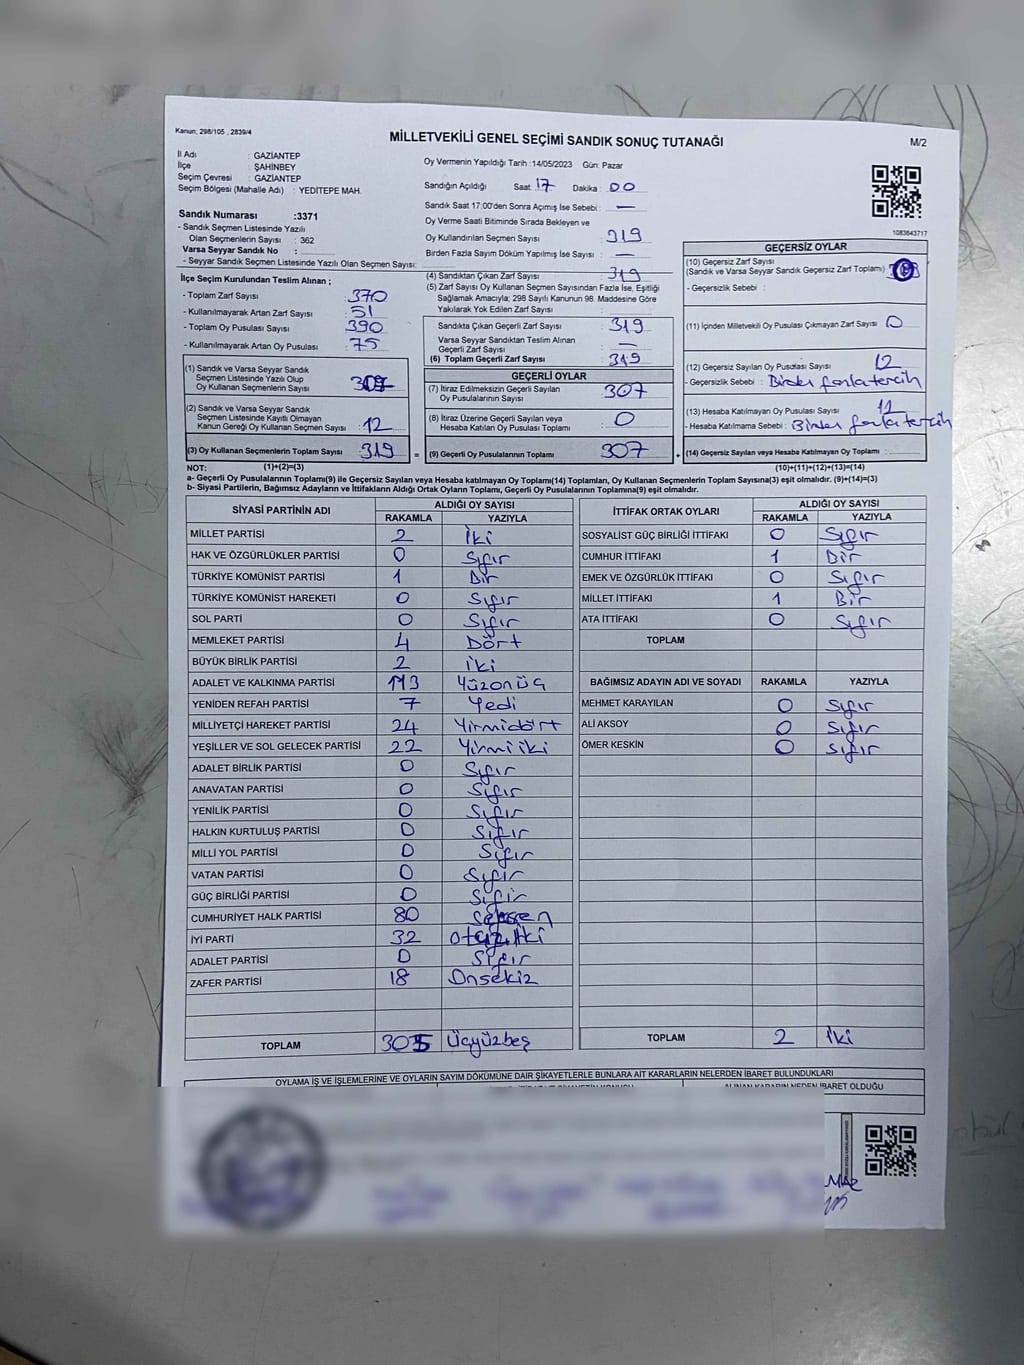 Kanun: 298/105 , 2839/4
MİLLETVEKİLİ GENEL SEÇİMİ SANDIK SONUÇ TUTANAĞI
M/2
İl Adı : GAZİANTEP
İlçe : ŞAHİNBEY
Seçim Çevresi : GAZİANTEP
Seçim Bölgesi (Mahalle Adı) : YEDİTEPE MAH.
Sandık Numarası :3371
- Sandık Seçmen Listesinde Yazılı
Olan Seçmenlerin Sayısı : 362
Varsa Seyyar Sandık No :
- Seyyar Sandık Seçmen Listesinde Yazılı Olan Seçmen Sayısı:
Oy Vermenin Yapıldığı Tarih : 14/05/2023 Gün: Pazar
Sandığın Açıldığı Saat: 17 Dakika : 00
Sandık Saat 17:00'den Sonra Açımış İse Sebebi : —
Oy Verme Saati Bitiminde Sırada Bekleyen ve
Oy Kullandırılan Seçmen Sayısı : 319
Birden Fazla Sayım Döküm Yapılmış İse Sayısı : —
1083643717
İlçe Seçim Kurulundan Teslim Alınan ;
- Toplam Zarf Sayısı : 370
- Kullanılmayarak Artan Zarf Sayısı : 51
- Toplam Oy Pusulası Sayısı : 390
- Kullanılmayarak Artan Oy Pusulası : 75
(1) Sandık ve Varsa Seyyar Sandık
Seçmen Listesinde Yazılı Olup
Oy Kullanan Seçmenlerin Sayısı : 307
(2) Sandık ve Varsa Seyyar Sandık
Seçmen Listesinde Kayıtlı Olmayan
Kanun Gereği Oy Kullanan Seçmen Sayısı : 12
(3) Oy Kullanan Seçmenlerin Toplam Sayısı : 319
(4) Sandıktan Çıkan Zarf Sayısı : 319
(5) Zarf Sayısı Oy Kullanan Seçmen Sayısından Fazla İse, Eşitliği
Sağlamak Amacıyla; 298 Sayılı Kanunun 98. Maddesine Göre
Yakılarak Yok Edilen Zarf Sayısı :
Sandıkta Çıkan Geçerli Zarf Sayısı : 319
Varsa Seyyar Sandıktan Teslim Alınan
Geçerli Zarf Sayısı : —
(6) Toplam Geçerli Zarf Sayısı : 319
GEÇERLİ OYLAR
(7) İtiraz Edilmeksizin Geçerli Sayılan
Oy Pusulalarının Sayısı : 307
(8) İtiraz Üzerine Geçerli Sayılan veya
Hesaba Katılan Oy Pusulası Toplamı : 0
= (9) Geçerli Oy Pusulalarının Toplamı : 307 +
GEÇERSİZ OYLAR
(10) Geçersiz Zarf Sayısı
(Sandık ve Varsa Seyyar Sandık Geçersiz Zarf Toplamı) :
- Geçersizlik Sebebi :
(11) İçinden Milletvekili Oy Pusulası Çıkmayan Zarf Sayısı : 0
(12) Geçersiz Sayılan Oy Pusulası Sayısı : 12
- Geçersizlik Sebebi : Birden fazla tercih
(13) Hesaba Katılmayan Oy Pusulası Sayısı : 11
- Hesaba Katılmama Sebebi : Birden fazla tercih
(14) Geçersiz Sayılan veya Hesaba Katılmayan Oy Toplamı :
NOT: (1)+(2)=(3) (10)+(11)+(12)+(13)=(14)
a- Geçerli Oy Pusulalarının Toplamı(9) ile Geçersiz Sayılan veya Hesaba Katılmayan Oy Toplamı(14) Toplamları, Oy Kullanan Seçmenlerin Toplam Sayısına(3) eşit olmalıdır. (9)+(14)=(3)
b- Siyasi Partilerin, Bağımsız Adayların ve İttifakların Aldığı Ortak Oyların Toplamı, Geçerli Oy Pusulalarının Toplamına(9) eşit olmalıdır.
SİYASİ PARTİNİN ADI ALDIĞI OY SAYISI
RAKAMLA YAZIYLA
MİLLET PARTİSİ 2 İki
HAK VE ÖZGÜRLÜKLER PARTİSİ 0 Sıfır
TÜRKİYE KOMÜNİST PARTİSİ 1 Bir
TÜRKİYE KOMÜNİST HAREKETİ 0 Sıfır
SOL PARTİ 0 Sıfır
MEMLEKET PARTİSİ 4 Dört
BÜYÜK BİRLİK PARTİSİ 2 iki
ADALET VE KALKINMA PARTİSİ 113 Yüzonüç
YENİDEN REFAH PARTİSİ 7 Yedi
MİLLİYETÇİ HAREKET PARTİSİ 24 Yirmidört
YEŞİLLER VE SOL GELECEK PARTİSİ 22 Yirmiiki
ADALET BİRLİK PARTİSİ 0 Sıfır
ANAVATAN PARTİSİ 0 Sıfır
YENİLİK PARTİSİ 0 Sıfır
HALKIN KURTULUŞ PARTİSİ 0 Sıfır
MİLLİ YOL PARTİSİ 0 Sıfır
VATAN PARTİSİ 0 Sıfır
GÜÇ BİRLİĞİ PARTİSİ 0 Sıfır
CUMHURİYET HALK PARTİSİ 80 Seksen
İYİ PARTİ 32 Otuziki
ADALET PARTİSİ 0 Sıfır
ZAFER PARTİSİ 18 Onsekiz
TOPLAM 305 Üçyüzbeş
İTTİFAK ORTAK OYLARI ALDIĞI OY SAYISI
RAKAMLA YAZIYLA
SOSYALİST GÜÇ BİRLİĞİ İTTİFAKI 0 Sıfır
CUMHUR İTTİFAKI 1 Bir
EMEK VE ÖZGÜRLÜK İTTİFAKI 0 Sıfır
MİLLET İTTİFAKI 1 Bir
ATA İTTİFAKI 0 Sıfır
TOPLAM
BAĞIMSIZ ADAYIN ADI VE SOYADI RAKAMLA YAZIYLA
MEHMET KARAYILAN 0 Sıfır
ALİ AKSOY 0 Sıfır
ÖMER KESKİN 0 Sıfır
TOPLAM 2 İki
OYLAMA İŞ VE İŞLEMLERİNE VE OYLARIN SAYIM DÖKÜMÜNE DAİR ŞİKAYETLERLE BUNLARA AİT KARARLARIN NELERDEN İBARET BULUNDUKLARI
ALINAN KARARIN NEDEN İBARET OLDUĞU